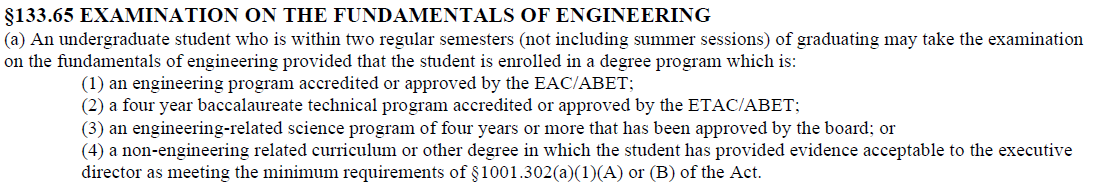 §133.65 EXAMINATION ON THE FUNDAMENTALS OF ENGINEERING
(a) An undergraduate student who is within two regular semesters (not including summer sessions) of graduating may take the examination
on the fundamentals of engineering provided that the student is enrolled in a degree program which is:
(1) an engineering program accredited or approved by the EAC/ABET;
(2) a four year baccalaureate technical program accredited or approved by the ETAC/ABET;
(3) an engineering-related science program of four years or more that has been approved by the board; or
(4) a non-engineering related curriculum or other degree in which the student has provided evidence acceptable to the executive
director as meeting the minimum requirements of §1001.302(a)(1)(A) or (B) of the Act.